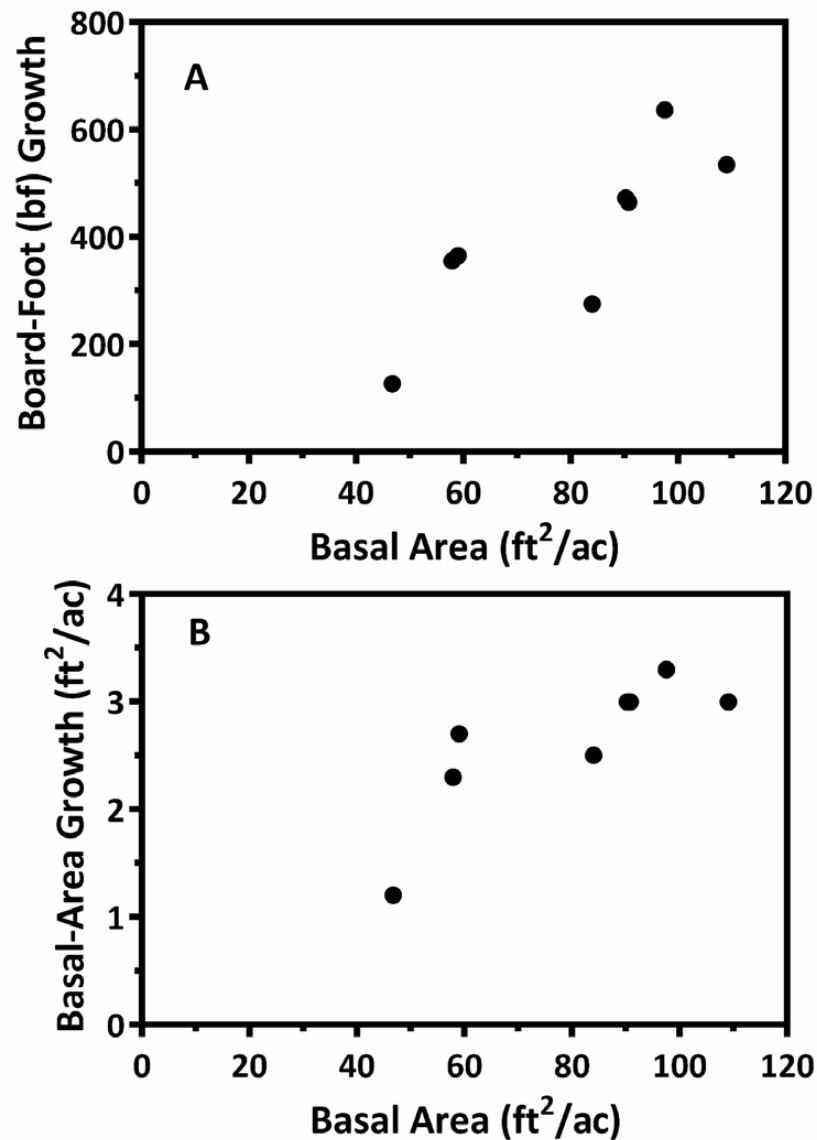 A
Board-Foot (bf) Growth
800
600
400
200
0
0 20 40 60 80 100 120
Basal Area (ft²/ac)
B
Basal-Area Growth (ft²/ac)
4
3
2
1
0
0 20 40 60 80 100 120
Basal Area (ft²/ac)